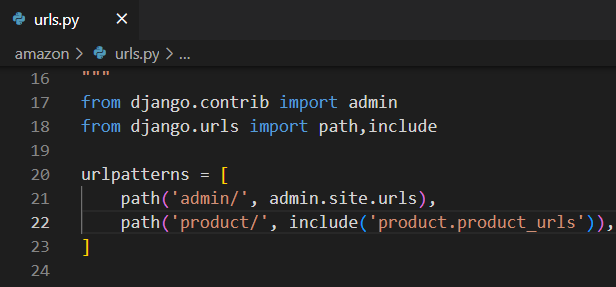 urls.py ×
amazon > urls.py > ...
16 """
17 from django.contrib import admin
18 from django.urls import path,include
19
20 urlpatterns = [
21     path('admin/', admin.site.urls),
22     path('product/', include('product.product_urls')),
23 ]
24